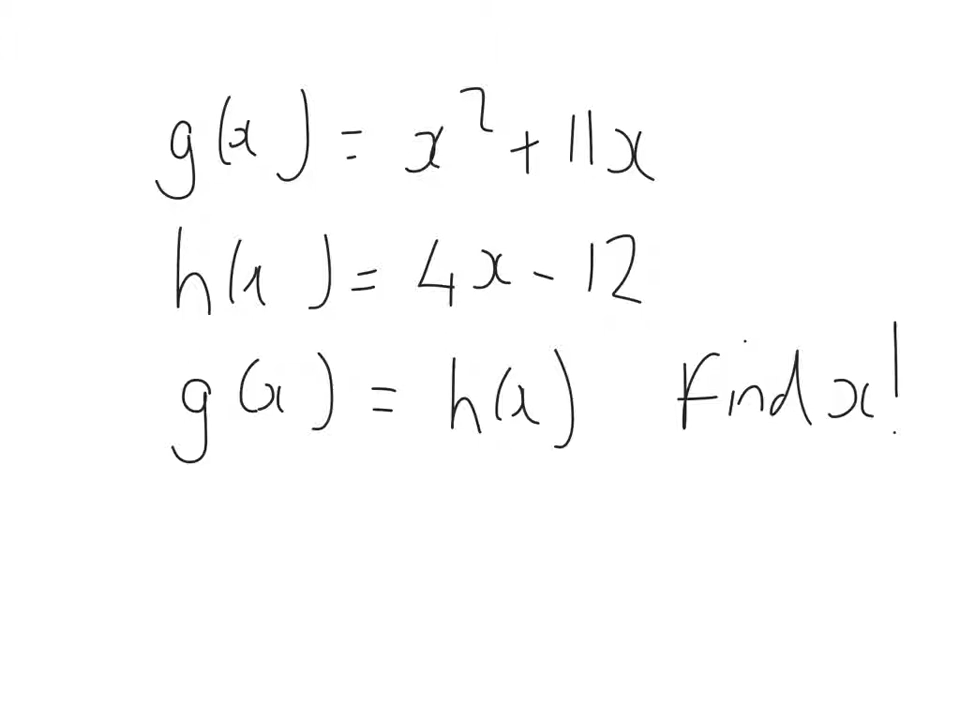 g(x) = x² + 11x
h(x) = 4x - 12
g(x) = h(x) Find x!